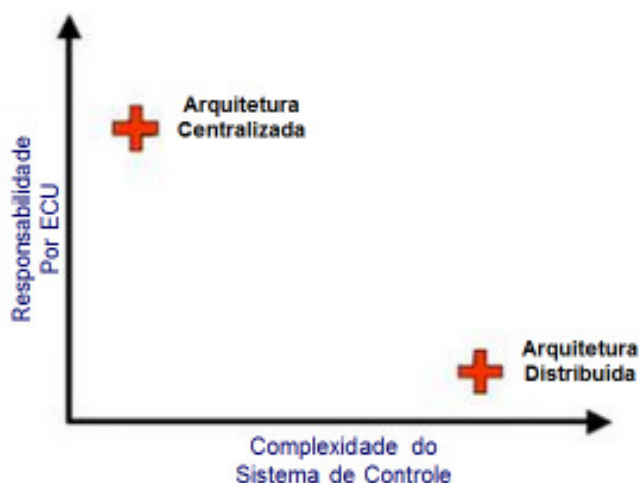 Arquitetura
Centralizada
Responsabilidade
Por ECU
Arquitetura
Distribuída
Complexidade do
Sistema de Controle